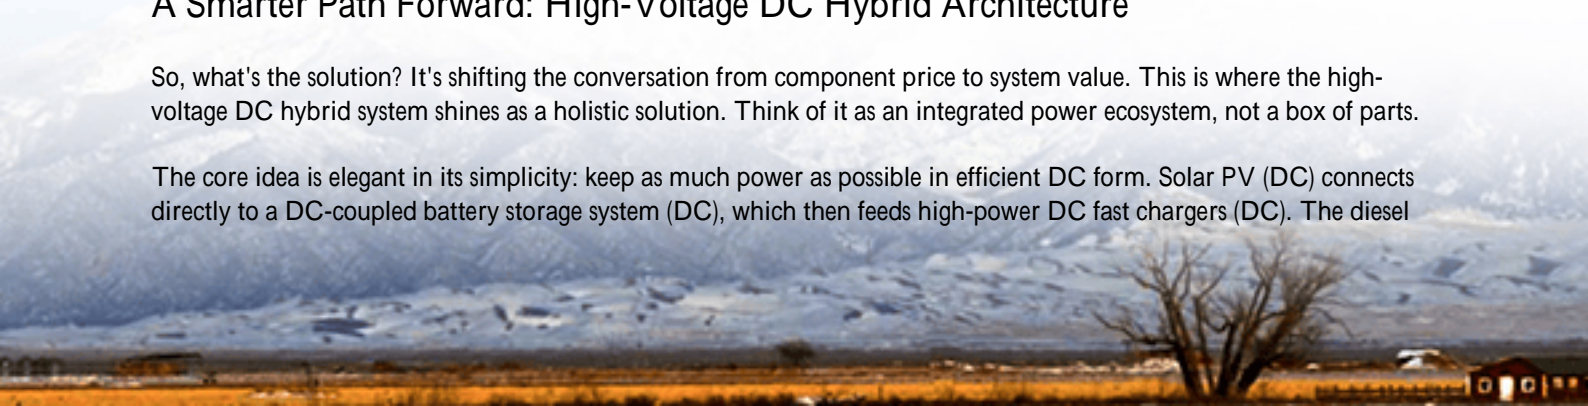 A Smarter Path Forward: High-Voltage DC Hybrid Architecture
So, what's the solution? It's shifting the conversation from component price to system value. This is where the high-
voltage DC hybrid system shines as a holistic solution. Think of it as an integrated power ecosystem, not a box of parts.
The core idea is elegant in its simplicity: keep as much power as possible in efficient DC form. Solar PV (DC) connects
directly to a DC-coupled battery storage system (DC), which then feeds high-power DC fast chargers (DC). The diesel